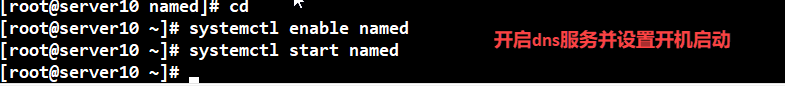 [root@server10 named]# cd
[root@server10 ~]# systemctl enable named
[root@server10 ~]# systemctl start named
开启dns服务并设置开机启动
[root@server10 ~]#